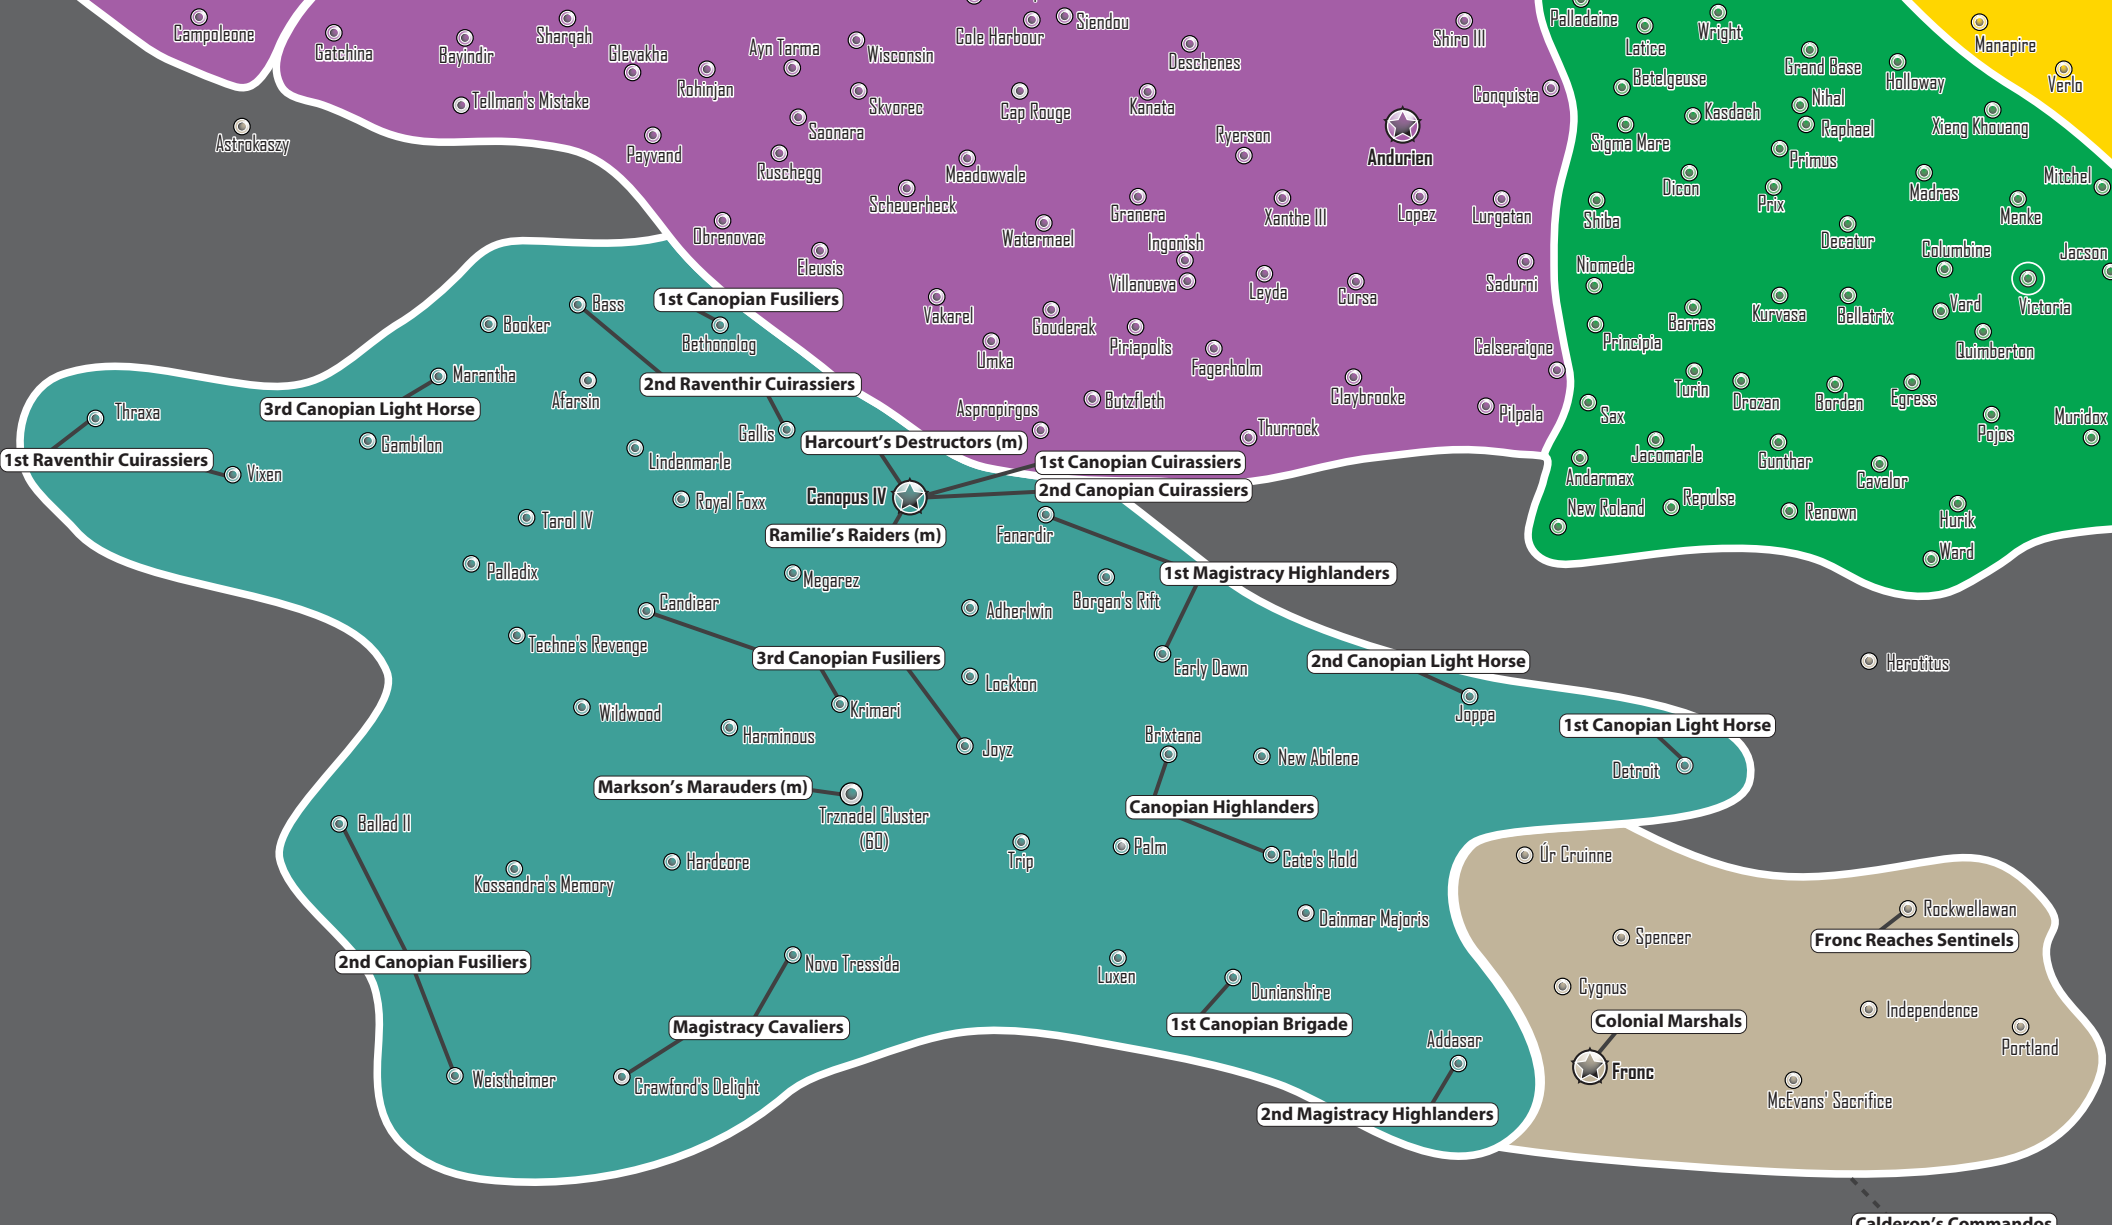 Campoleone
Gatchina
Bayindir
Sharqah
Glevakha
Rohinjan
Ayn Tarma
Wisconsin
Cole Harbour
Siendou
Deschenes
Shiro III
Palladaine
Latice
Wright
Grand Base
Holloway
Manapire
Verlo
Astrokaszy
Tellman's Mistake
Payvand
Saonara
Skvorec
Cap Rouge
Kanata
Conquista
Betelgeuse
Kasdach
Nihal
Raphael
Xieng Khouang
Ruschegg
Meadowvale
Ryerson
Andurien
Sigma Mare
Primus
Scheuerheck
Granera
Xanthe III
Lopez
Lurgatan
Shiba
Dicon
Prix
Madras
Menke
Mitchel
Obrenovac
Eleusis
Watermael
Ingonish
Villanueva
Leyda
Cursa
Sadurni
Niomede
Decatur
Columbine
Jacson
Bass
Booker
1st Canopian Fusiliers
Bethonolog
Vakarel
Gouderak
Piriapolis
Umka
Fagerholm
Calseraigne
Principia
Barras
Kurvasa
Bellatrix
Vard
Victoria
Quimberton
Marantha
3rd Canopian Light Horse
Afarsin
2nd Raventhir Cuirassiers
Aspropirgos
Butzfleth
Claybrooke
Pilpala
Sax
Turin
Drozan
Borden
Egress
Pojos
Muridox
Thraxa
1st Raventhir Cuirassiers
Vixen
Gambilon
Lindenmarle
Gallis
Harcourt's Destructors (m)
Thurrock
1st Canopian Cuirassiers
2nd Canopian Cuirassiers
Andarmax
Jacomarle
Gunthar
Cavalor
Tarol IV
Royal Foxx
Canopus IV
Ramilie's Raiders (m)
Fanardir
New Roland
Repulse
Renown
Hurik
Ward
Palladix
Megarez
1st Magistracy Highlanders
Candiear
Adherlwin
Borgan's Rift
Techne's Revenge
3rd Canopian Fusiliers
Early Dawn
2nd Canopian Light Horse
Herotitus
Lockton
Wildwood
Harminous
Krimari
Joyz
Brixtana
New Abilene
Joppa
1st Canopian Light Horse
Detroit
Markson's Marauders (m)
Trznadel Cluster
(60)
Canopian Highlanders
Ballad II
Hardcore
Trip
Palm
Cate's Hold
Úr Cruinne
Kossandra's Memory
Dainmar Majoris
Rockwellawan
Spencer
Fronc Reaches Sentinels
2nd Canopian Fusiliers
Novo Tressida
Luxen
Dunianshire
Cygnus
Independence
Magistracy Cavaliers
1st Canopian Brigade
Colonial Marshals
Addasar
Portland
Weistheimer
Crawford's Delight
Fronc
McEvans' Sacrifice
2nd Magistracy Highlanders
Calderon's Commandos